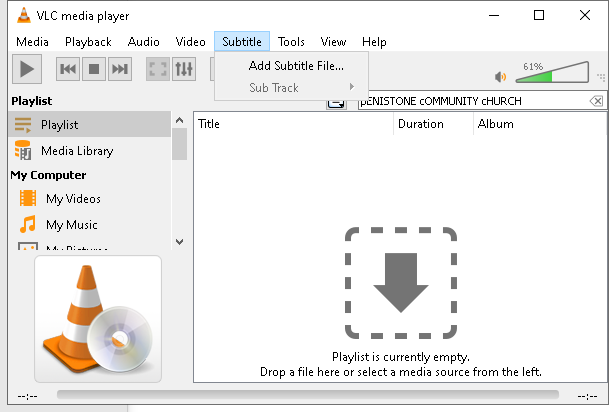 VLC media player
Media Playback Audio Video Subtitle Tools View Help
Add Subtitle File...
Sub Track
61%
Playlist
pENISTONE cOMMUNITY cHURCH
Playlist
Media Library
My Computer
My Videos
My Music
My Pictures
Title Duration Album
Playlist is currently empty.
Drop a file here or select a media source from the left.
--:-- --:--